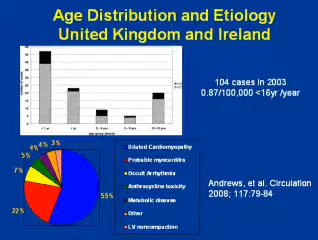 Age Distribution and Etiology
United Kingdom and Ireland
104 cases in 2003
0.87/100,000 <16yr /year
Dilated Cardiomyopathy
Probable myocarditis
Occult Arrhythmia
Anthracycline toxicity
Metabolic disease
Other
LV noncompaction
4% 4% 3%
5%
7%
22%
55%
Andrews, et al. Circulation
2008; 117:79-84